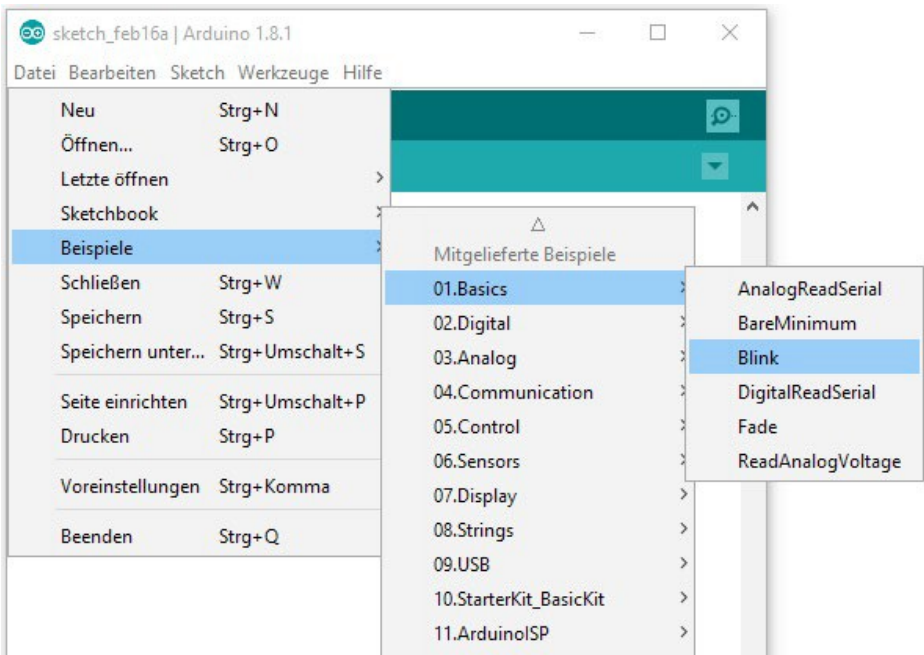 sketch_feb16a | Arduino 1.8.1
Datei Bearbeiten Sketch Werkzeuge Hilfe
Neu Strg+N
Öffnen... Strg+O
Letzte öffnen
Sketchbook
Beispiele
Schließen Strg+W
Speichern Strg+S
Speichern unter... Strg+Umschalt+S
Seite einrichten Strg+Umschalt+P
Drucken Strg+P
Voreinstellungen Strg+Komma
Beenden Strg+Q
Mitgelieferte Beispiele
01.Basics
02.Digital
03.Analog
04.Communication
05.Control
06.Sensors
07.Display
08.Strings
09.USB
10.StarterKit_BasicKit
11.ArduinoISP
AnalogReadSerial
BareMinimum
Blink
DigitalReadSerial
Fade
ReadAnalogVoltage